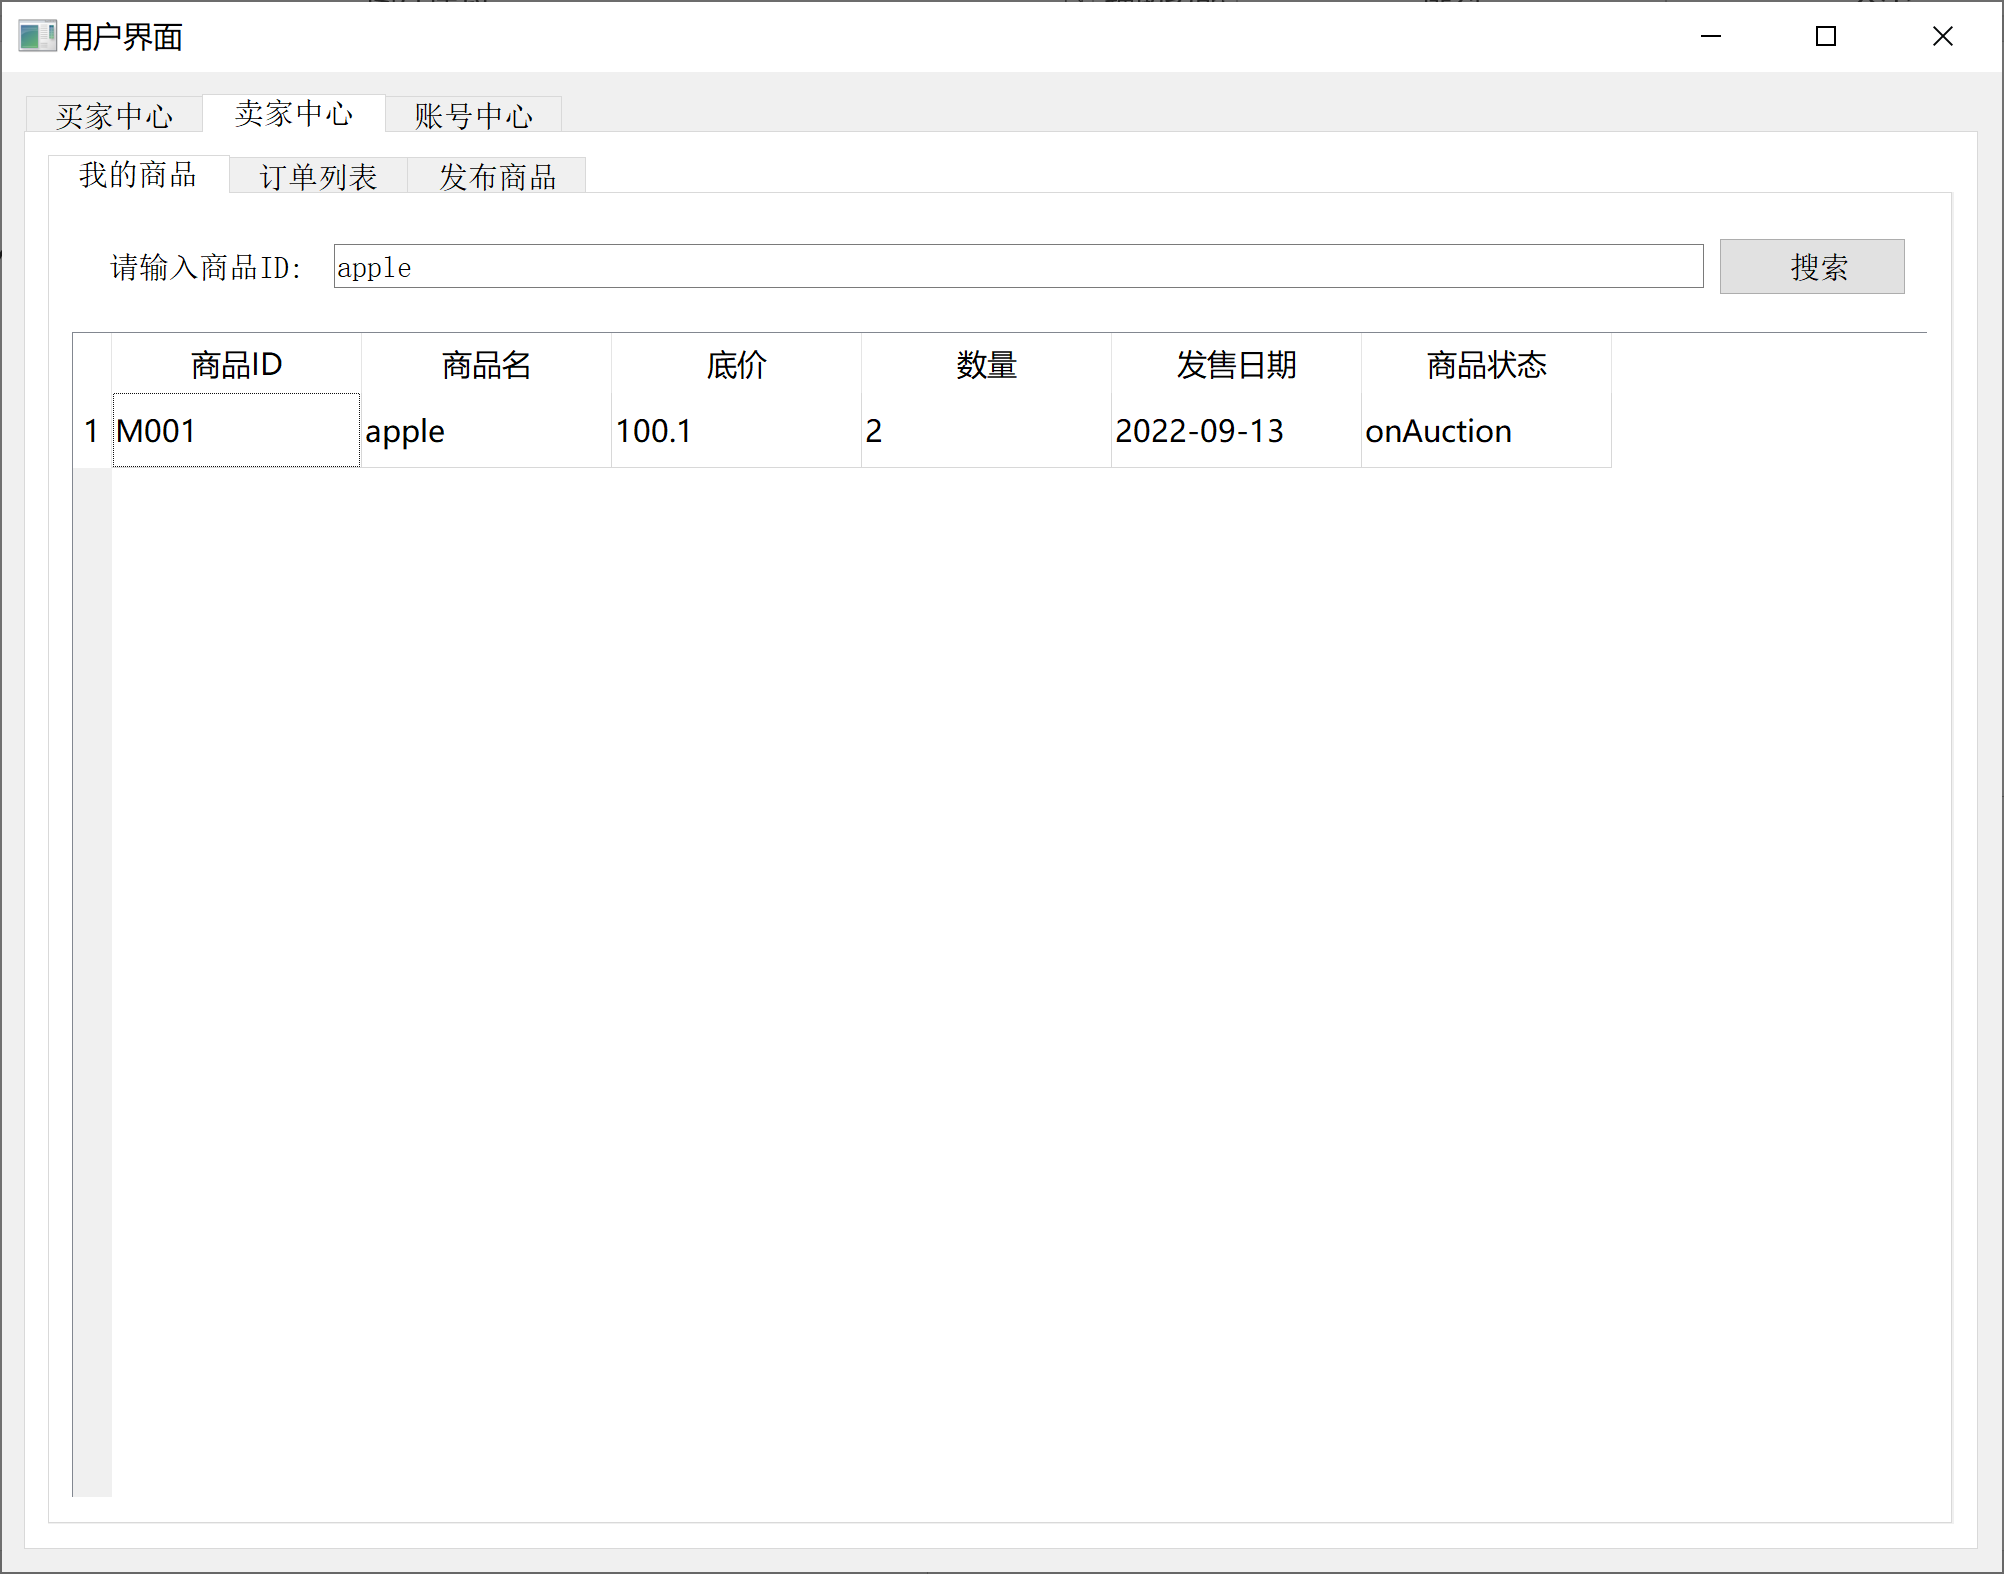 用户界面
买家中心 卖家中心 账号中心
我的商品 订单列表 发布商品
请输入商品ID: apple 搜索
商品ID 商品名 底价 数量 发售日期 商品状态
1 M001 apple 100.1 2 2022-09-13 onAuction